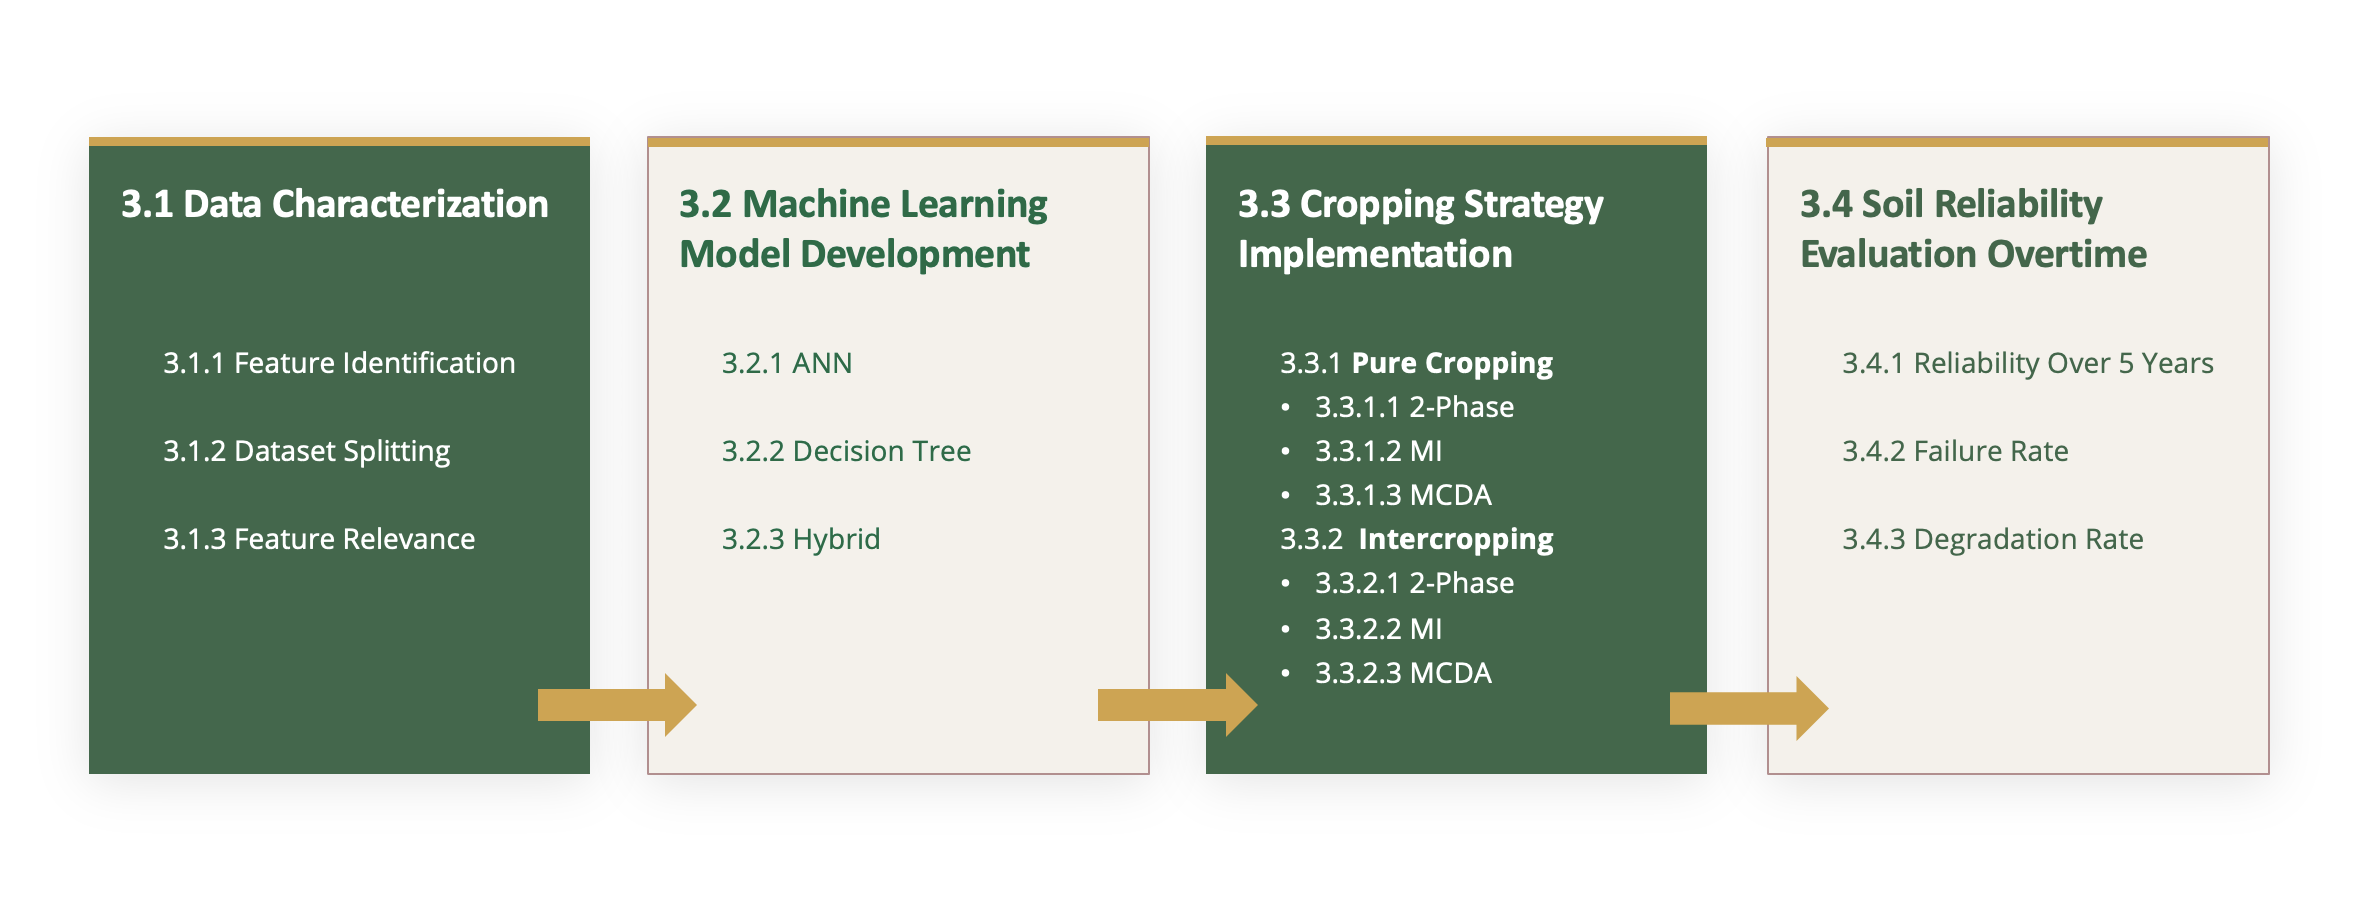 3.1 Data Characterization
3.1.1 Feature Identification
3.1.2 Dataset Splitting
3.1.3 Feature Relevance
3.2 Machine Learning
Model Development
3.2.1 ANN
3.2.2 Decision Tree
3.2.3 Hybrid
3.3 Cropping Strategy
Implementation
3.3.1 Pure Cropping
• 3.3.1.1 2-Phase
• 3.3.1.2 MI
• 3.3.1.3 MCDA
3.3.2 Intercropping
• 3.3.2.1 2-Phase
• 3.3.2.2 MI
• 3.3.2.3 MCDA
3.4 Soil Reliability
Evaluation Overtime
3.4.1 Reliability Over 5 Years
3.4.2 Failure Rate
3.4.3 Degradation Rate